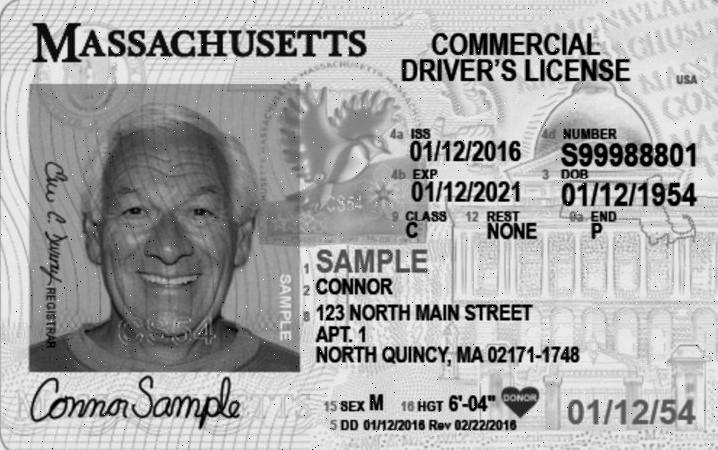 MASSACHUSETTS
COMMERCIAL
DRIVER'S LICENSE
USA
4a ISS
01/12/2016
4d NUMBER
S99988801
4b EXP
01/12/2021
3 DOB
01/12/1954
9 CLASS
C
12 REST
NONE
9a END
P
1 SAMPLE
2 CONNOR
8 123 NORTH MAIN STREET
APT. 1
NORTH QUINCY, MA 02171-1748
15 SEX M 16 HGT 6'-04" DONOR
01/12/54
5 DD 01/12/2016 Rev 02/22/2016
REGISTRAR
SAMPLE
CS54
CS54
Connor Sample